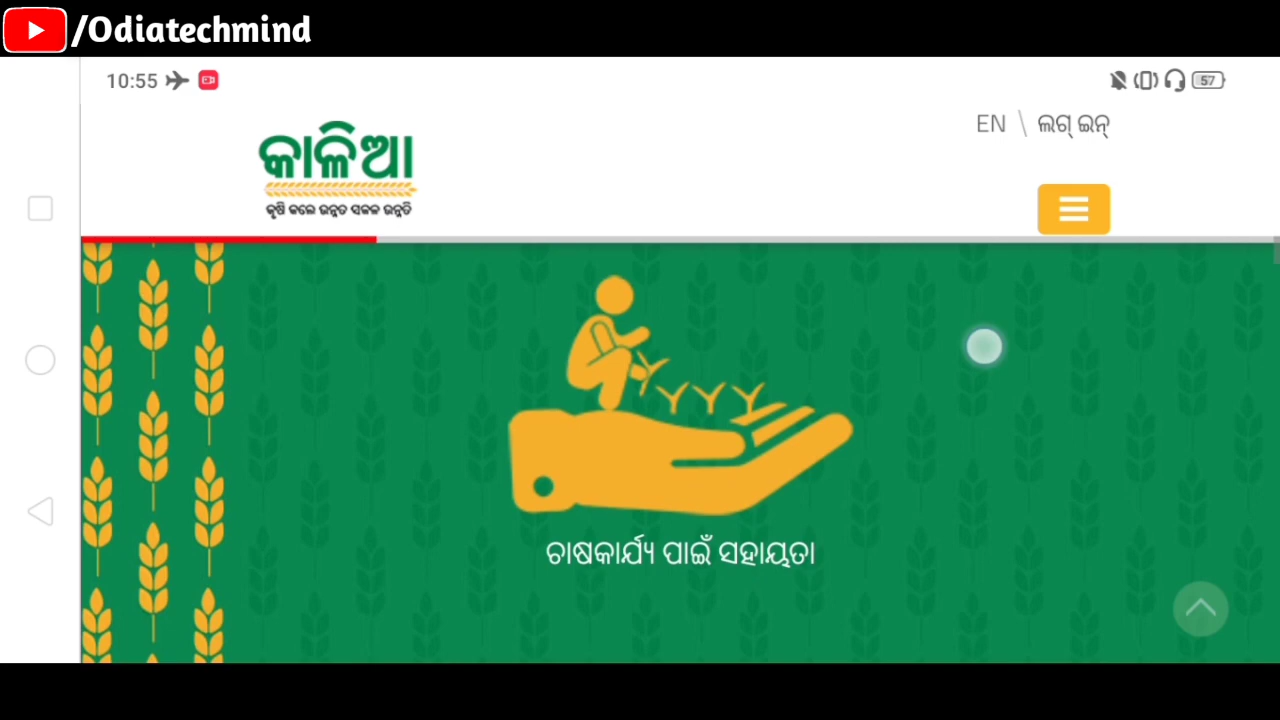 /Odiatechmind
10:55
57
EN \ ଲଗ୍ ଇନ୍
କାଳିଆ
କୃଷି କଲେ ଉନ୍ନତ ସକଳ ଉନ୍ନତି
ଚାଷକାର୍ଯ୍ୟ ପାଇଁ ସହାୟତା